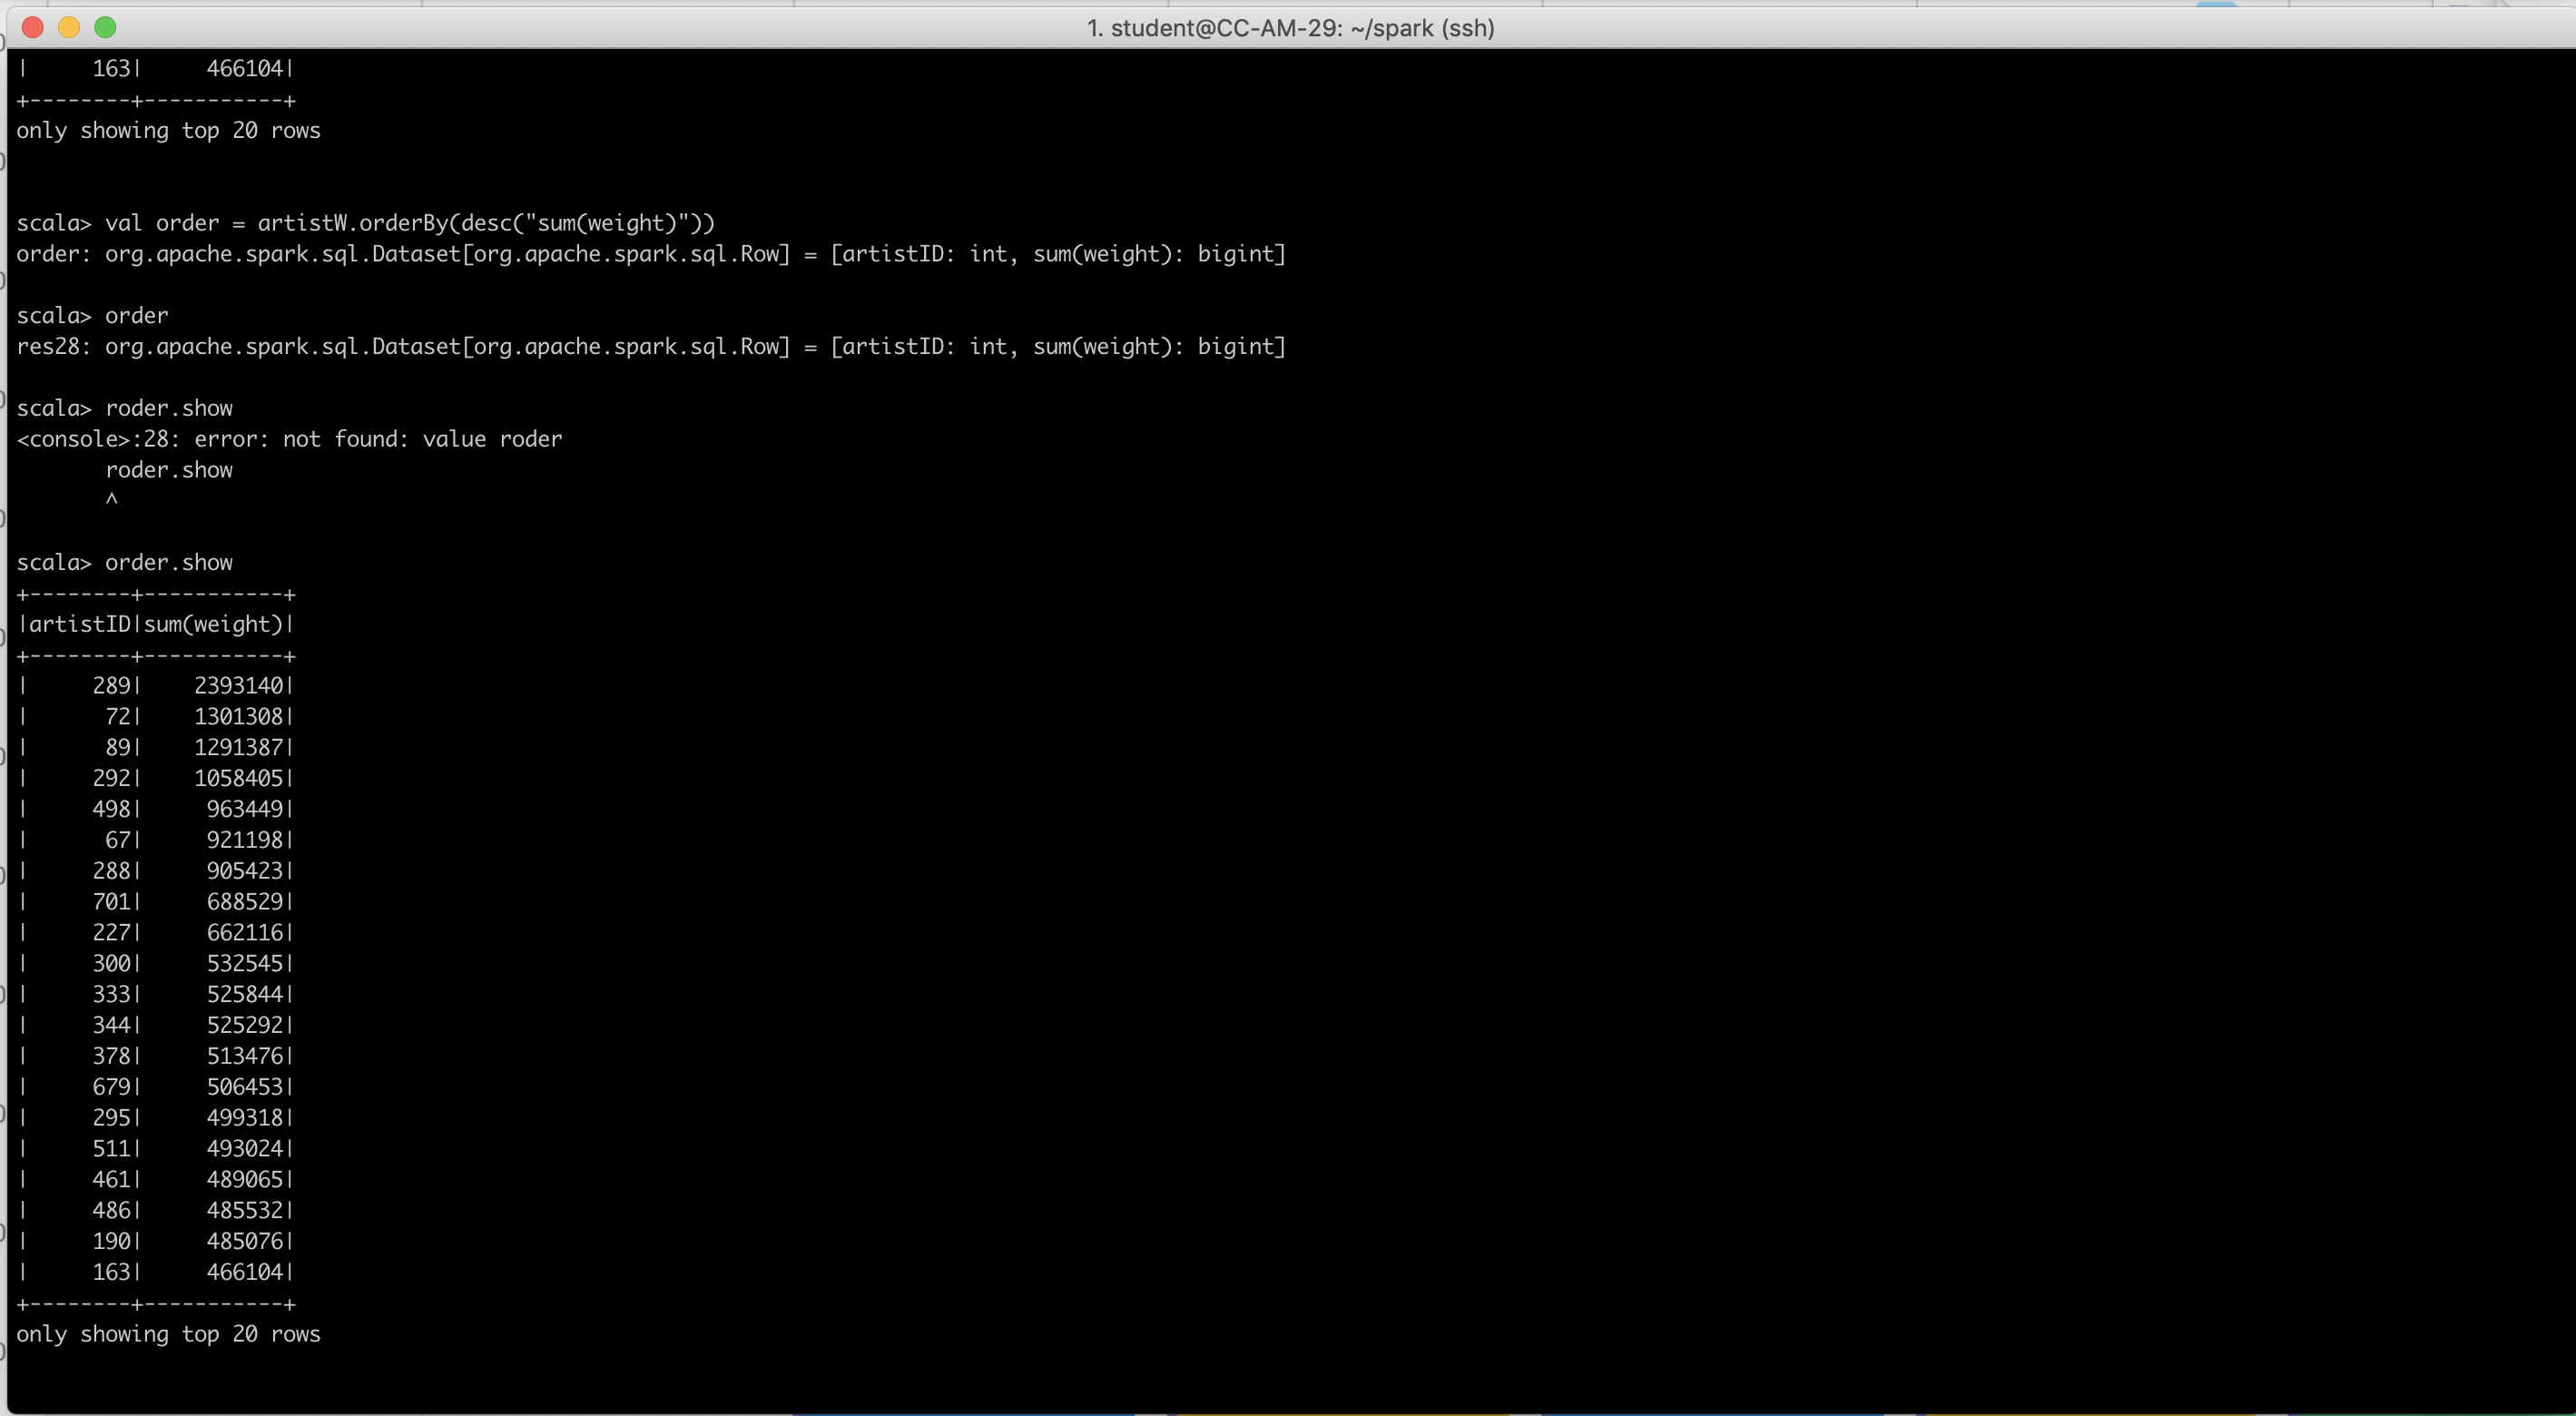 1. student@CC-AM-29: ~/spark (ssh)
|     163|     466104|
+--------+-----------+
only showing top 20 rows
scala> val order = artistW.orderBy(desc("sum(weight)"))
order: org.apache.spark.sql.Dataset[org.apache.spark.sql.Row] = [artistID: int, sum(weight): bigint]
scala> order
res28: org.apache.spark.sql.Dataset[org.apache.spark.sql.Row] = [artistID: int, sum(weight): bigint]
scala> roder.show
<console>:28: error: not found: value roder
       roder.show
       ^
scala> order.show
+--------+-----------+
|artistID|sum(weight)|
+--------+-----------+
|     289|    2393140|
|      72|    1301308|
|      89|    1291387|
|     292|    1058405|
|     498|     963449|
|      67|     921198|
|     288|     905423|
|     701|     688529|
|     227|     662116|
|     300|     532545|
|     333|     525844|
|     344|     525292|
|     378|     513476|
|     679|     506453|
|     295|     499318|
|     511|     493024|
|     461|     489065|
|     486|     485532|
|     190|     485076|
|     163|     466104|
+--------+-----------+
only showing top 20 rows